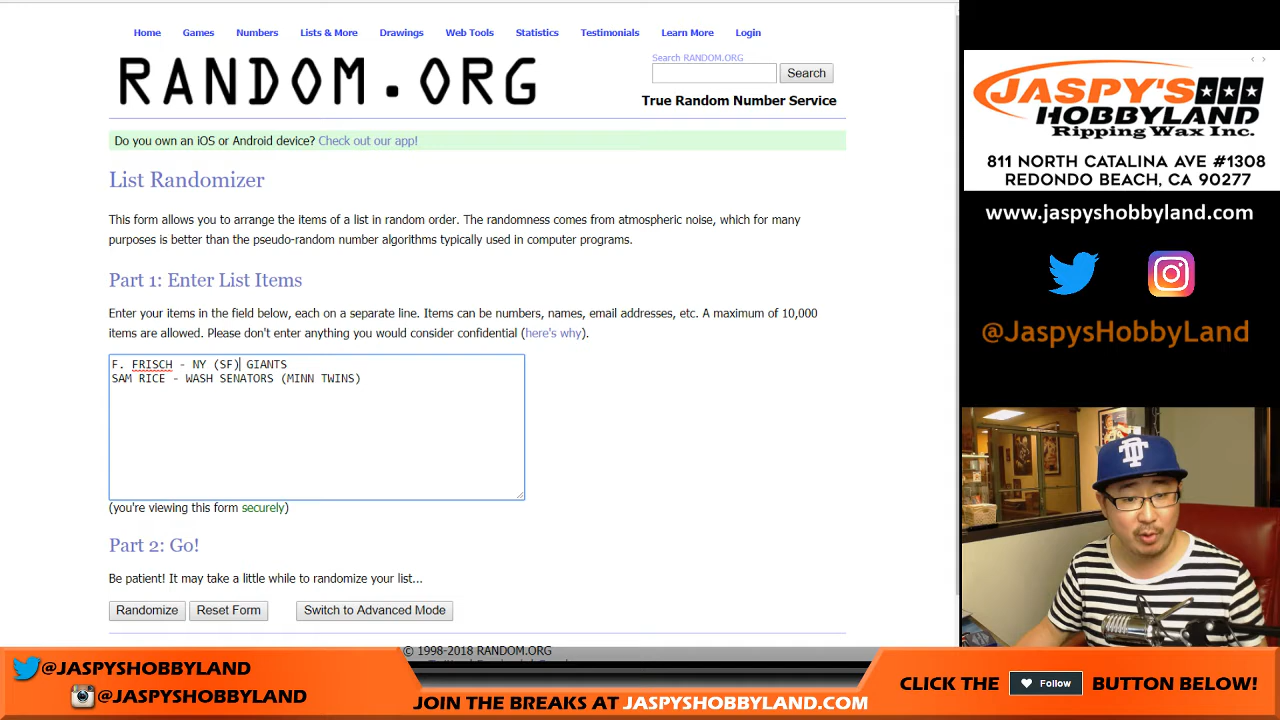 Home Games Numbers Lists & More Drawings Web Tools Statistics Testimonials Learn More Login
RANDOM.ORG
Search RANDOM.ORG
Search
True Random Number Service
Do you own an iOS or Android device? Check out our app!
List Randomizer
This form allows you to arrange the items of a list in random order. The randomness comes from atmospheric noise, which for many
purposes is better than the pseudo-random number algorithms typically used in computer programs.
Part 1: Enter List Items
Enter your items in the field below, each on a separate line. Items can be numbers, names, email addresses, etc. A maximum of 10,000
items are allowed. Please don't enter anything you would consider confidential (here's why).
F. FRISCH - NY (SF) GIANTS
SAM RICE - WASH SENATORS (MINN TWINS)
(you're viewing this form securely)
Part 2: Go!
Be patient! It may take a little while to randomize your list...
Randomize Reset Form Switch to Advanced Mode
© 1998-2018 RANDOM.ORG
JASPY'S
HOBBYLAND
Ripping Wax Inc.
811 NORTH CATALINA AVE #1308
REDONDO BEACH, CA 90277
www.jaspyshobbyland.com
@JaspysHobbyLand
TD
@JASPYSHOBBYLAND
@JASPYSHOBBYLAND
JOIN THE BREAKS AT JASPYSHOBBYLAND.COM
CLICK THE Follow BUTTON BELOW!